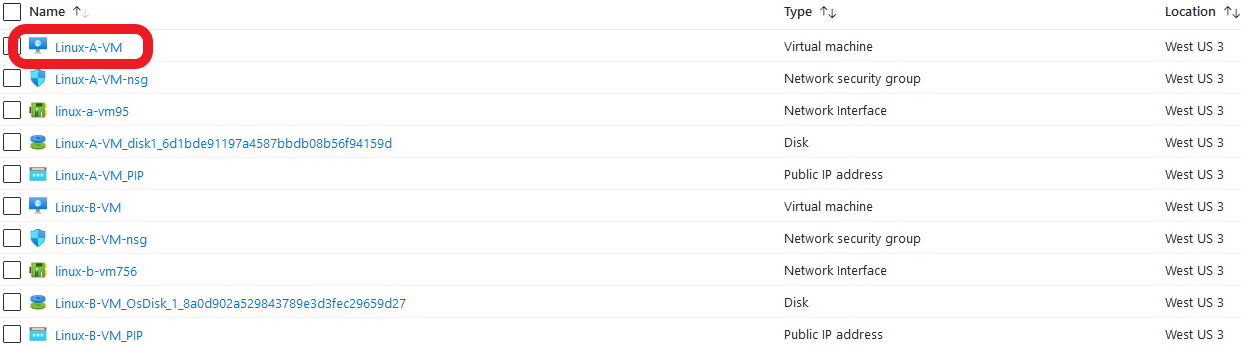 Name Type Location
Linux-A-VM Virtual machine West US 3
Linux-A-VM-nsg Network security group West US 3
linux-a-vm95 Network Interface West US 3
Linux-A-VM_disk1_6d1bde91197a4587bbdb08b56f94159d Disk West US 3
Linux-A-VM_PIP Public IP address West US 3
Linux-B-VM Virtual machine West US 3
Linux-B-VM-nsg Network security group West US 3
linux-b-vm756 Network Interface West US 3
Linux-B-VM_OsDisk_1_8a0d902a529843789e3d3fec29659d27 Disk West US 3
Linux-B-VM_PIP Public IP address West US 3